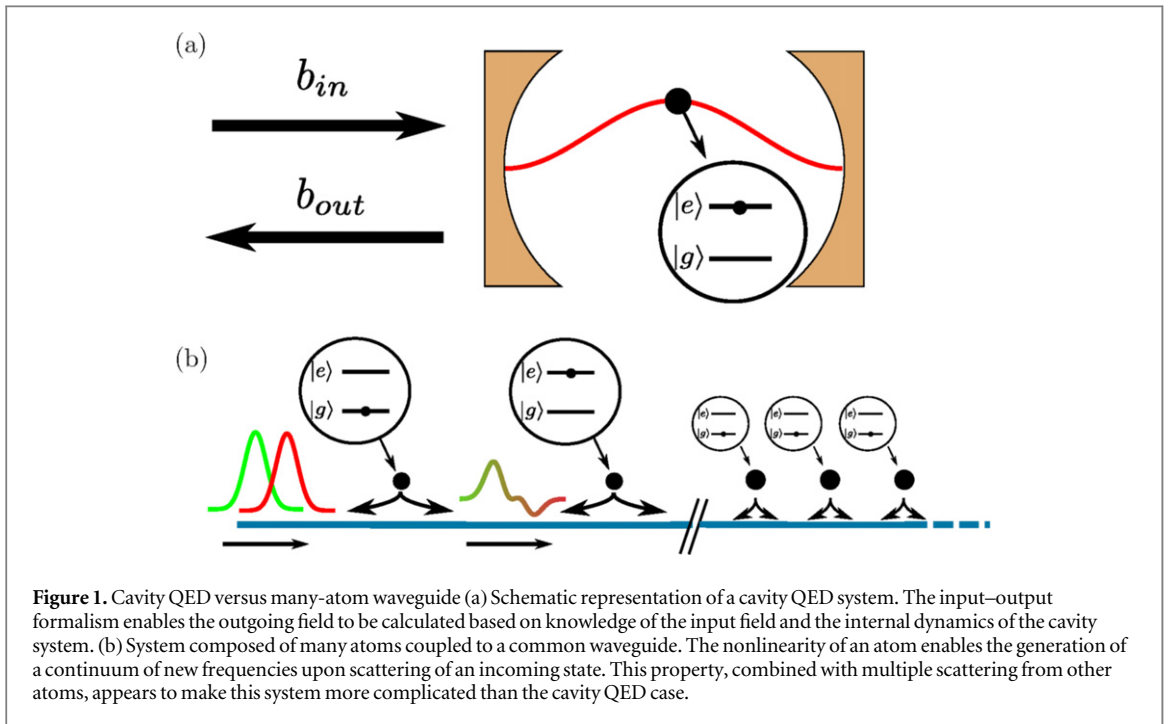 (a)
b_in
b_out
|e⟩
|g⟩
(b)
|e⟩
|g⟩
|e⟩
|g⟩
|e⟩
|g⟩
|e⟩
|g⟩
|e⟩
|g⟩
Figure 1. Cavity QED versus many-atom waveguide (a) Schematic representation of a cavity QED system. The input–output
formalism enables the outgoing field to be calculated based on knowledge of the input field and the internal dynamics of the cavity
system. (b) System composed of many atoms coupled to a common waveguide. The nonlinearity of an atom enables the generation of
a continuum of new frequencies upon scattering of an incoming state. This property, combined with multiple scattering from other
atoms, appears to make this system more complicated than the cavity QED case.